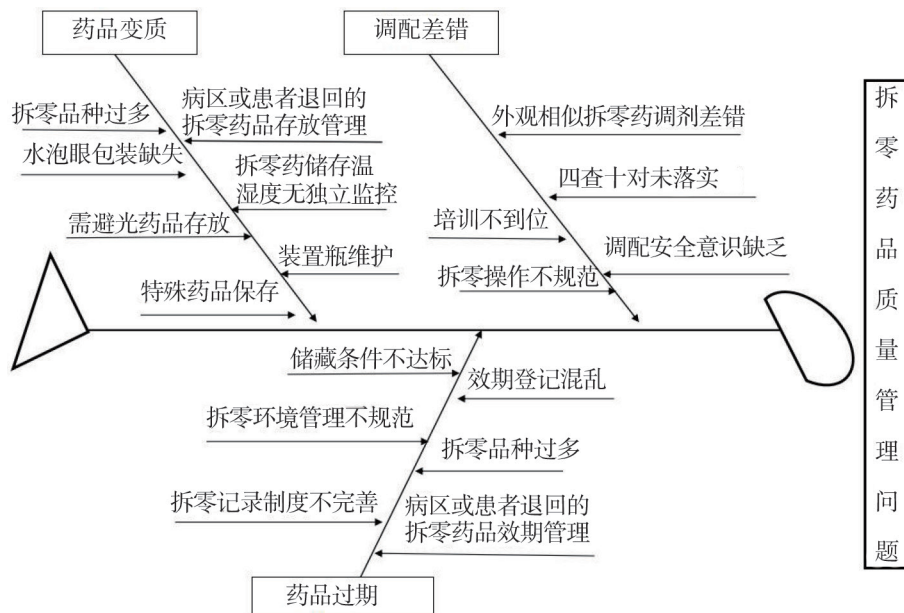 药品变质
调配差错
拆零品种过多
病区或患者退回的
拆零药品存放管理
水泡眼包装缺失
拆零药储存温
湿度无独立监控
需避光药品存放
装置瓶维护
特殊药品保存
外观相似拆零药调剂差错
四查十对未落实
培训不到位
调配安全意识缺乏
拆零操作不规范
储藏条件不达标
效期登记混乱
拆零环境管理不规范
拆零品种过多
拆零记录制度不完善
病区或患者退回的
拆零药品效期管理
药品过期
拆零药品质量管理问题